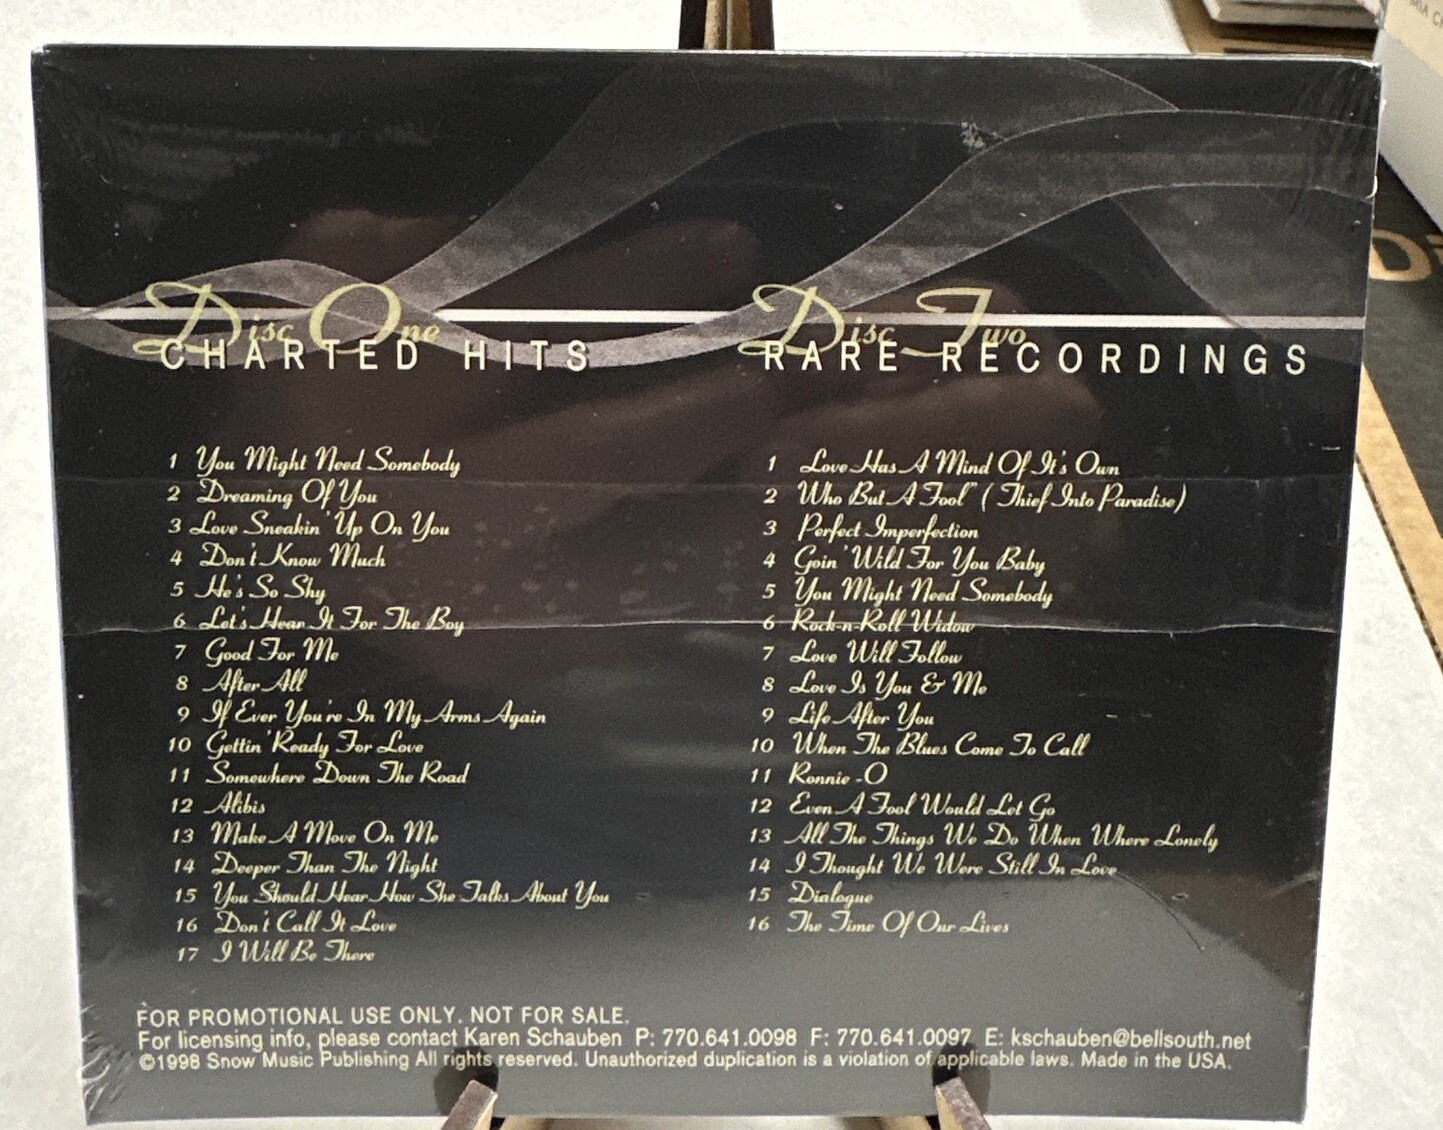 Disc One
CHARTED HITS
1 You Might Need Somebody
2 Dreaming Of You
3 Love Sneakin' Up On You
4 Don't Know Much
5 He's So Shy
6 Let's Hear It For The Boy
7 Good For Me
8 After All
9 If Ever You're In My Arms Again
10 Gettin' Ready For Love
11 Somewhere Down The Road
12 Alibis
13 Make A Move On Me
14 Deeper Than The Night
15 You Should Hear How She Talks About You
16 Don't Call It Love
17 I Will Be There
Disc Two
RARE RECORDINGS
1 Love Has A Mind Of It's Own
2 Who But A Fool" (Thief Into Paradise)
3 Perfect Imperfection
4 Goin' Wild For You Baby
5 You Might Need Somebody
6 Rock-n-Roll Widow
7 Love Will Follow
8 Love Is You & Me
9 Life After You
10 When The Blues Come To Call
11 Ronnie -O
12 Even A Fool Would Let Go
13 All The Things We Do When Where Lonely
14 I Thought We Were Still In Love
15 Dialogue
16 The Time Of Our Lives
FOR PROMOTIONAL USE ONLY. NOT FOR SALE.
For licensing info, please contact Karen Schauben P: 770.641.0098 F: 770.641.0097 E: kschauben@bellsouth.net
©1998 Snow Music Publishing All rights reserved. Unauthorized duplication is a violation of applicable laws. Made in the USA.